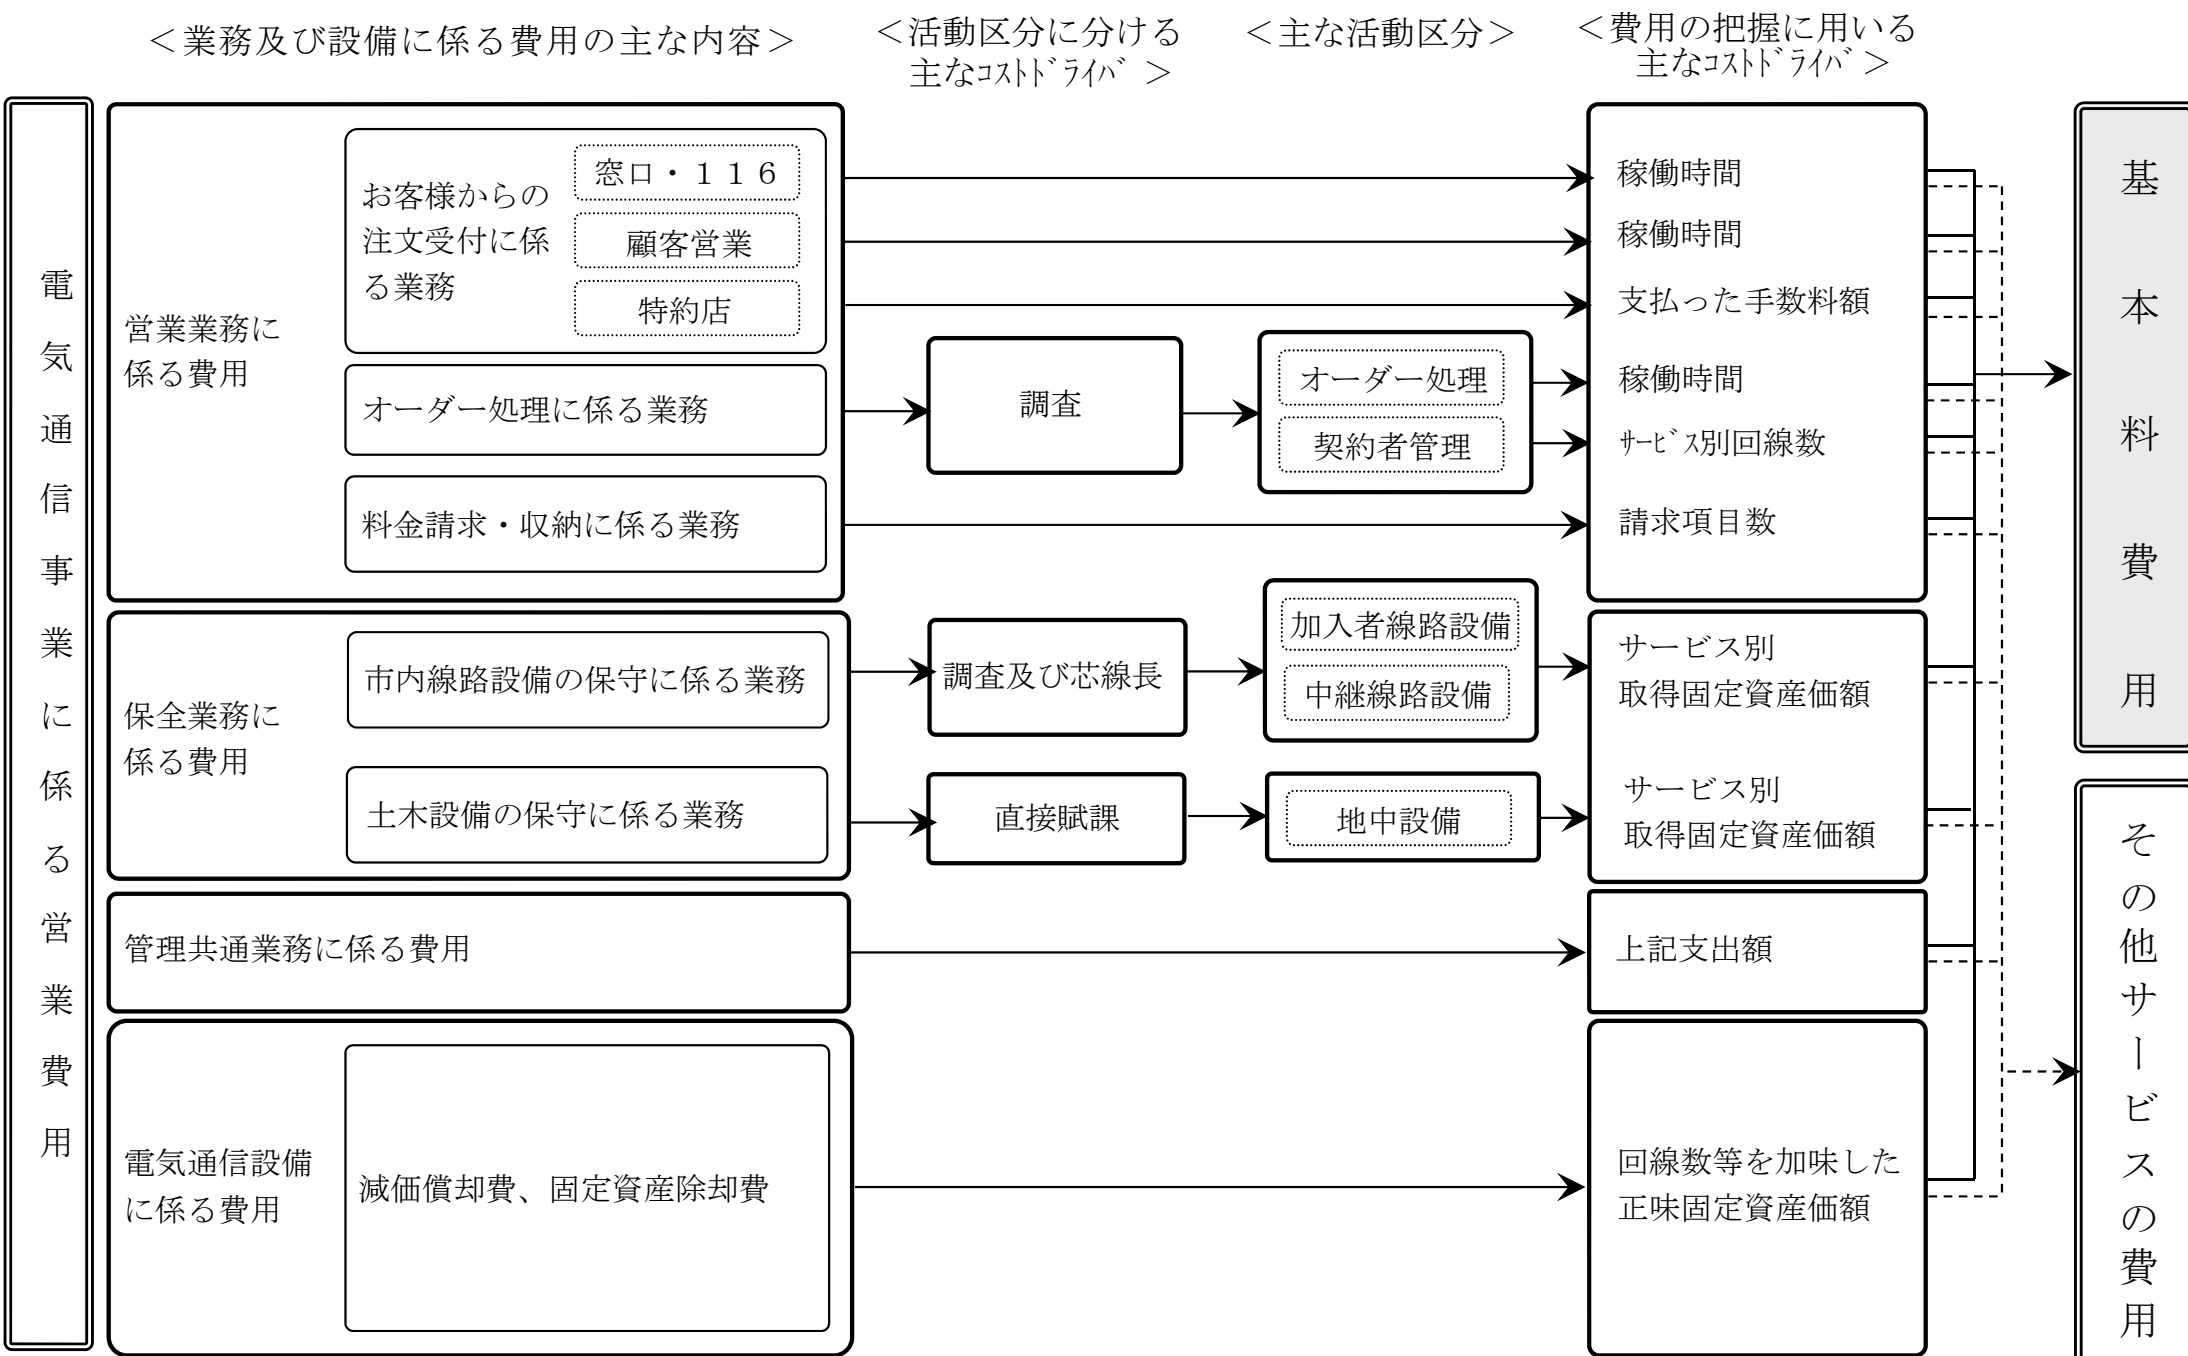 ＜業務及び設備に係る費用の主な内容＞
＜活動区分に分ける
主なｺｽﾄﾄﾞﾗｲﾊﾞ＞
＜主な活動区分＞
＜費用の把握に用いる
主なｺｽﾄﾄﾞﾗｲﾊﾞ＞
電気通信事業に係る営業費用
営業業務に
係る費用
お客様からの
注文受付に係
る業務
窓口・１１６
顧客営業
特約店
オーダー処理に係る業務
料金請求・収納に係る業務
調査
オーダー処理
契約者管理
稼働時間
稼働時間
支払った手数料額
稼働時間
ｻｰﾋﾞｽ別回線数
請求項目数
保全業務に
係る費用
市内線路設備の保守に係る業務
土木設備の保守に係る業務
調査及び芯線長
直接賦課
加入者線路設備
中継線路設備
地中設備
サービス別
取得固定資産価額
サービス別
取得固定資産価額
管理共通業務に係る費用
上記支出額
電気通信設備
に係る費用
減価償却費、固定資産除却費
回線数等を加味した
正味固定資産価額
基本料費用
その他サービスの費用